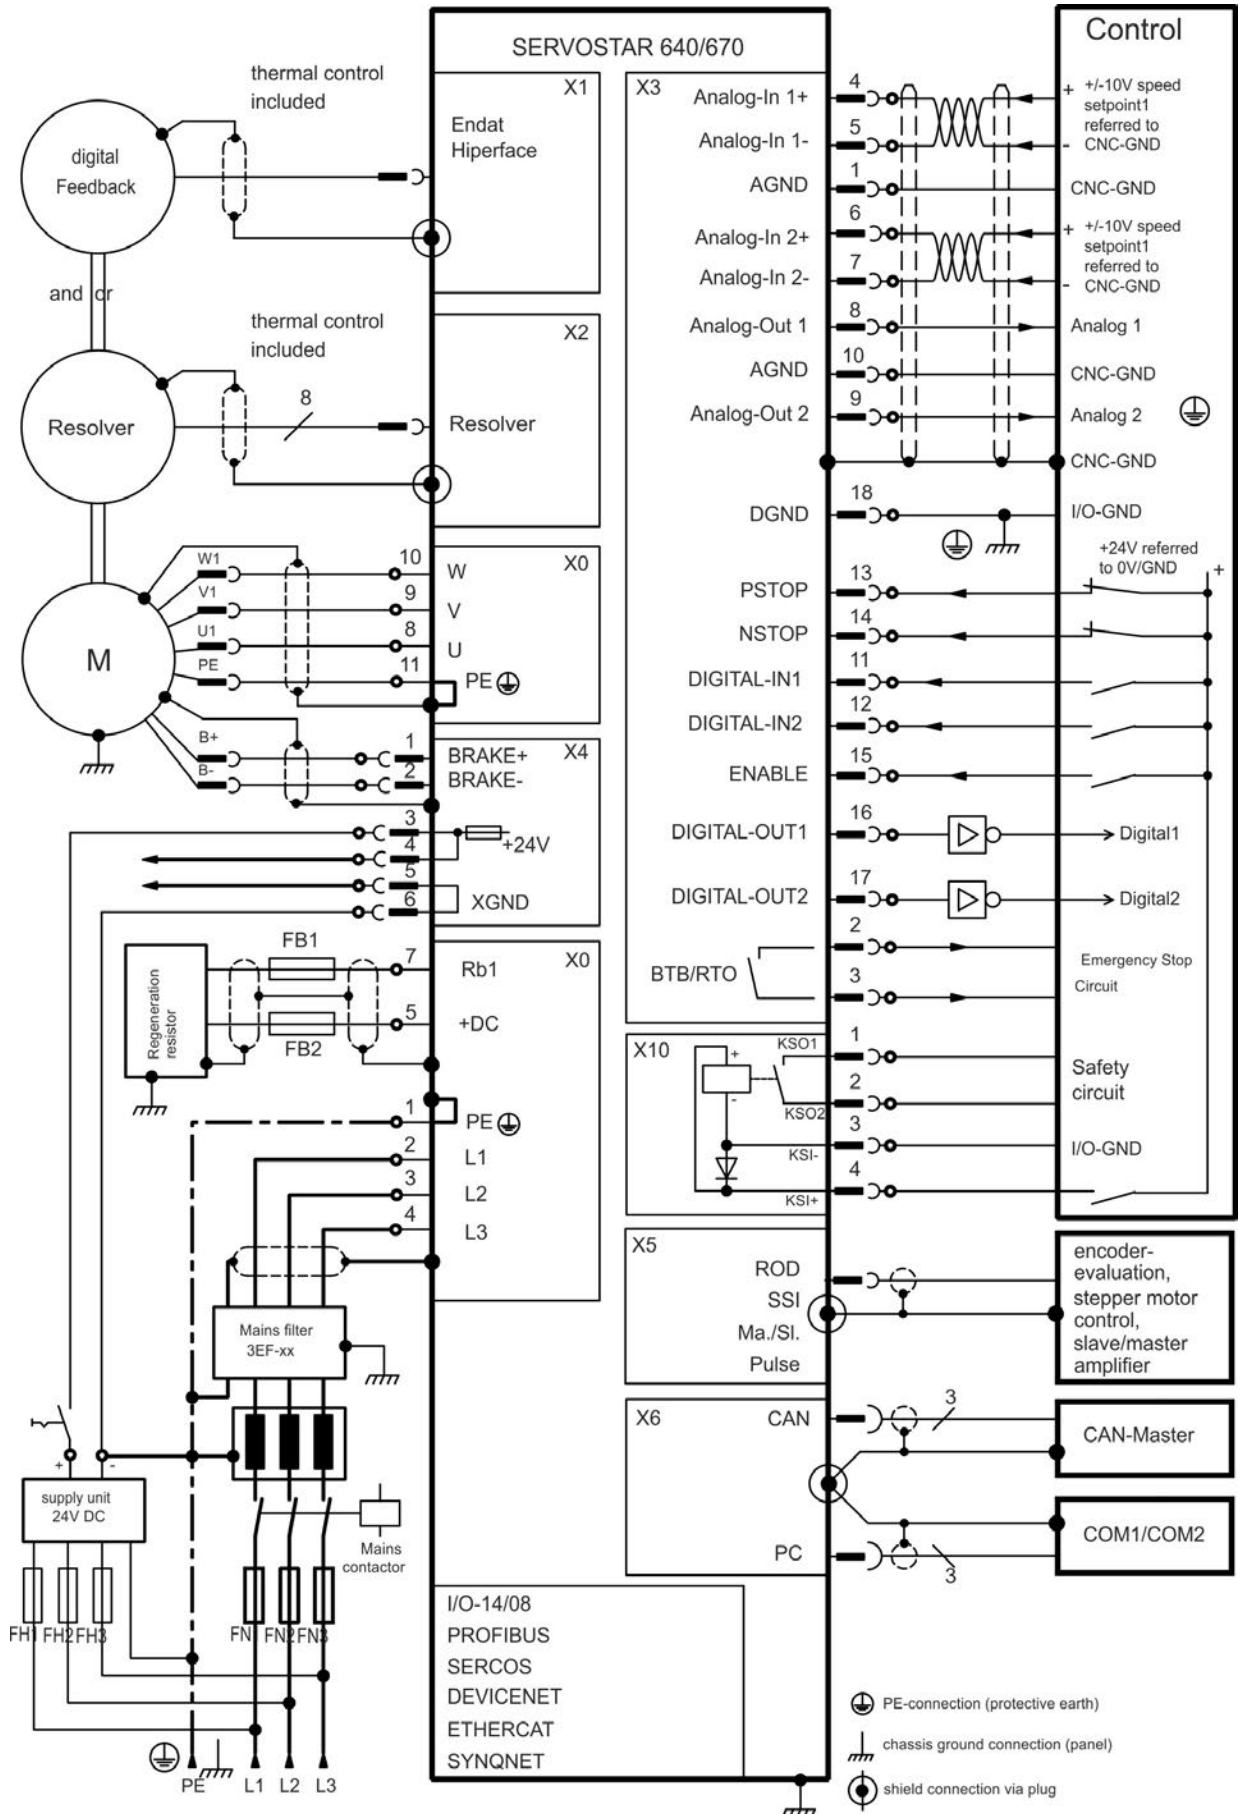 SERVOSTAR 640/670
Control
thermal control
included
digital
Feedback
X1
Endat
Hiperface
and or
thermal control
included
Resolver
8
X2
Resolver
M
W1
V1
U1
PE
B+
B-
10
9
8
11
X0
W
V
U
PE
X4
1
2
BRAKE+
BRAKE-
3
4
5
6
+24V
XGND
Regeneration
resistor
FB1
FB2
7
5
X0
Rb1
+DC
1
2
3
4
PE
L1
L2
L3
Mains filter
3EF-xx
+
-
supply unit
24V DC
Mains
contactor
FH1 FH2 FH3
FN1 FN2 FN3
PE L1 L2 L3
X3
Analog-In 1+
4
+
+/-10V speed
setpoint1
referred to
CNC-GND
Analog-In 1-
5
-
AGND
1
CNC-GND
Analog-In 2+
6
+
+/-10V speed
setpoint1
referred to
CNC-GND
Analog-In 2-
7
-
Analog-Out 1
8
Analog 1
AGND
10
CNC-GND
Analog-Out 2
9
Analog 2
CNC-GND
DGND
18
I/O-GND
+24V referred
to 0V/GND
+
PSTOP
13
NSTOP
14
DIGITAL-IN1
11
DIGITAL-IN2
12
ENABLE
15
DIGITAL-OUT1
16
Digital1
DIGITAL-OUT2
17
Digital2
BTB/RTO
2
3
Emergency Stop
Circuit
X10
+
-
KSO1
1
KSO2
2
Safety
circuit
KSI-
3
I/O-GND
KSI+
4
X5
ROD
SSI
Ma./Sl.
Pulse
encoder-
evaluation,
stepper motor
control,
slave/master
amplifier
X6
CAN
3
CAN-Master
PC
3
COM1/COM2
I/O-14/08
PROFIBUS
SERCOS
DEVICENET
ETHERCAT
SYNQNET
PE-connection (protective earth)
chassis ground connection (panel)
shield connection via plug